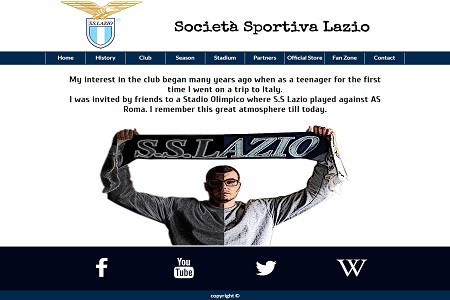 S.S.LAZIO
Società Sportiva Lazio
Home History Club Season Stadium Partners Official Store Fan Zone Contact
My interest in the club began many years ago when as a teenager for the first
time I went on a trip to Italy.
I was invited by friends to a Stadio Olimpico where S.S Lazio played against AS
Roma. I remember this great atmosphere till today.
S.S.LAZIO
f You Tube W
copyright ©